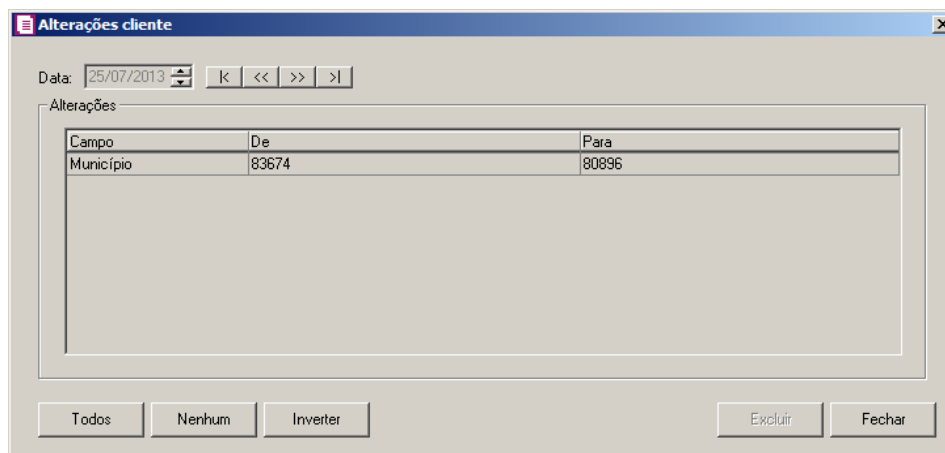 Alterações cliente
Data: 25/07/2013 |< << >> >|
Alterações
Campo De Para
Município 83674 80896
Todos Nenhum Inverter Excluir Fechar